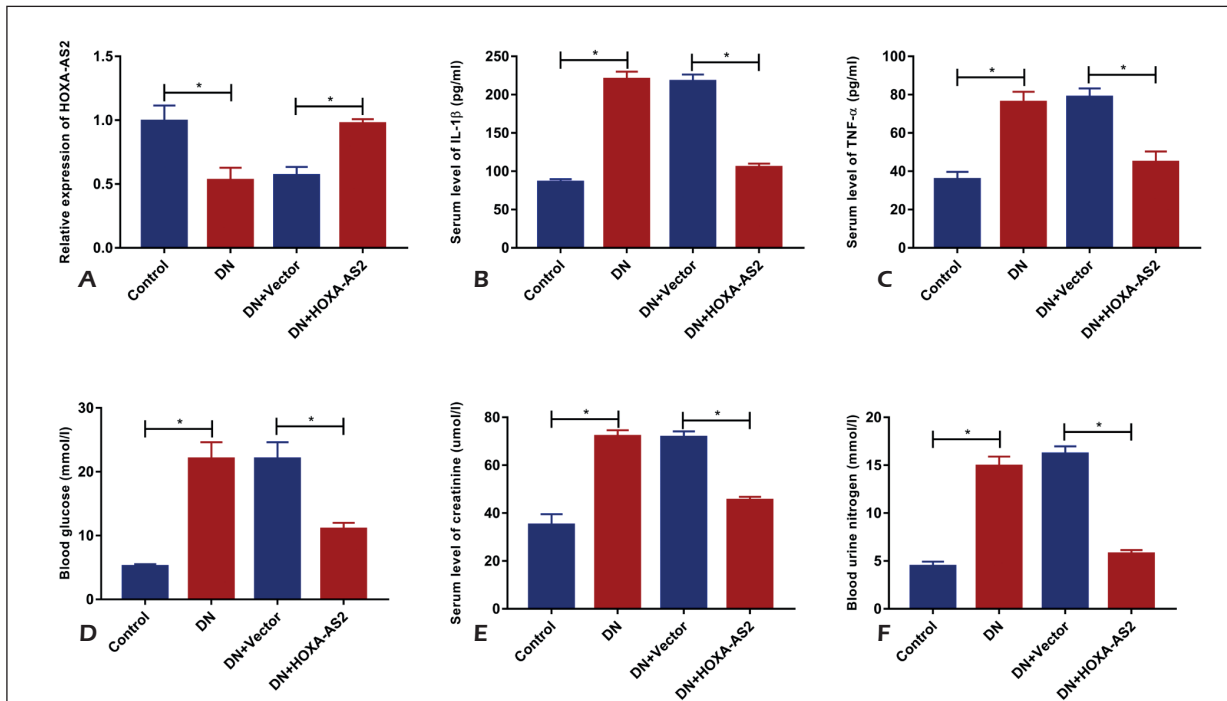 Relative expression of HOXA-AS2
1.5
1.0
0.5
0.0
*
*
Control
DN
DN+Vector
DN+HOXA-AS2
A
Serum level of IL-1β (pg/ml)
250
200
150
100
50
0
*
*
Control
DN
DN+Vector
DN+HOXA-AS2
B
Serum level of TNF-α (pg/ml)
100
80
60
40
20
0
*
*
Control
DN
DN+Vector
DN+HOXA-AS2
C
Blood glucose (mmol/l)
30
20
10
0
*
*
Control
DN
DN+Vector
DN+HOXA-AS2
D
Serum level of creatinine (umol/l)
80
60
40
20
0
*
*
Control
DN
DN+Vector
DN+HOXA-AS2
E
Blood urine nitrogen (mmol/l)
20
15
10
5
0
*
*
Control
DN
DN+Vector
DN+HOXA-AS2
F